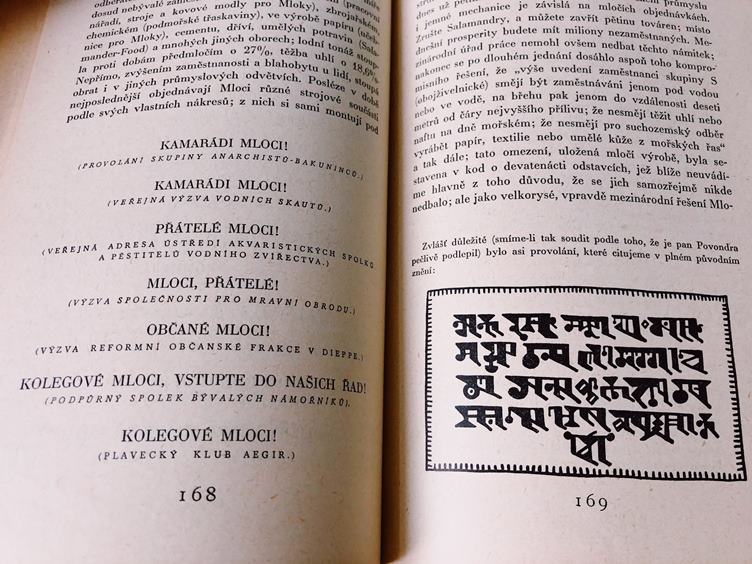 dosud nebývalé
nářadí, stroje a kovové modly pro Mloky), zbrojařském,
chemickém (podmořské třaskaviny), ve výrobě papíru
nice pro Mloky), cementu, dříví, umělých potravin
mander-Food) a mnohých jiných oborech; lodní tonáž stoup
la proti dobám předmločím o 27%, těžba uhlí o 18,6%.
Nepřímo, zvýšením zaměstnanosti a blahobytu u lidí, stoupá
obrat i v jiných průmyslových odvětvích. Posléze v době
nejposlednější objednávají Mloci různé strojové součásti
podle svých vlastních nákresů; z nich si sami montují pod
KAMARÁDI MLOCI!
(PROVOLÁNÍ SKUPINY ANARCHISTŮ-BAKUNINCŮ.)
KAMARÁDI MLOCI!
(VEŘEJNÁ VÝZVA VODNÍCH SKAUTŮ.)
PŘÁTELÉ MLOCI!
(VEŘEJNÁ ADRESA ÚSTŘEDÍ AKVARISTICKÝCH SPOLKŮ
A PĚSTITELŮ VODNÍHO ZVÍŘECTVA.)
MLOCI, PŘÁTELÉ!
(VÝZVA SPOLEČNOSTI PRO MRAVNÍ OBRODU.)
OBČANÉ MLOCI!
(VÝZVA REFORMNÍ OBČANSKÉ FRAKCE V DIEPPE.)
KOLEGOVÉ MLOCI, VSTUPTE DO NAŠICH ŘAD!
(PODPŮRNÝ SPOLEK BÝVALÝCH NÁMOŘNÍKŮ).
KOLEGOVÉ MLOCI!
(PLAVECKÝ KLUB AEGIR.)
168
dnes už pětina
i jemné mechanice je závislá na mločích objednávkách.
Zrušte Salamandry, a můžete zavřít pětinu továren; místo
dnešní prosperity budete mít miliony nezaměstnaných. Me-
zinárodní úřad práce nemohl ovšem nedbat těchto námitek;
nakonec se po dlouhém jednání dosáhlo aspoň toho kompro-
misního řešení, že „výše uvedení zaměstnanci skupiny S
(obojživelníké) smějí být zaměstnáváni jenom pod vodou
nebo ve vodě, na břehu pak jenom do vzdálenosti deseti
metrů od čáry nejvyššího přílivu; že nesmějí těžit uhlí nebo
naftu na dně mořském; že nesmějí pro suchozemský odběr
vyrábět papír, textilie nebo umělé kůže z mořských řas“
a tak dále; tato omezení, uložená mločí výrobě, byla se-
stavena v kod o devatenácti odstavcích, jež blíže neuvádí-
me hlavně z toho důvodu, že se jich samozřejmě nikde
nedbalo; ale jako velkorysé, vpravdě mezinárodní řešení Mlo-
Zvlášť důležité (smíme-li tak soudit podle toho, že je pan Povondra
pečlivě podlepil) bylo asi provolání, které citujeme v plném původním
znění:
169